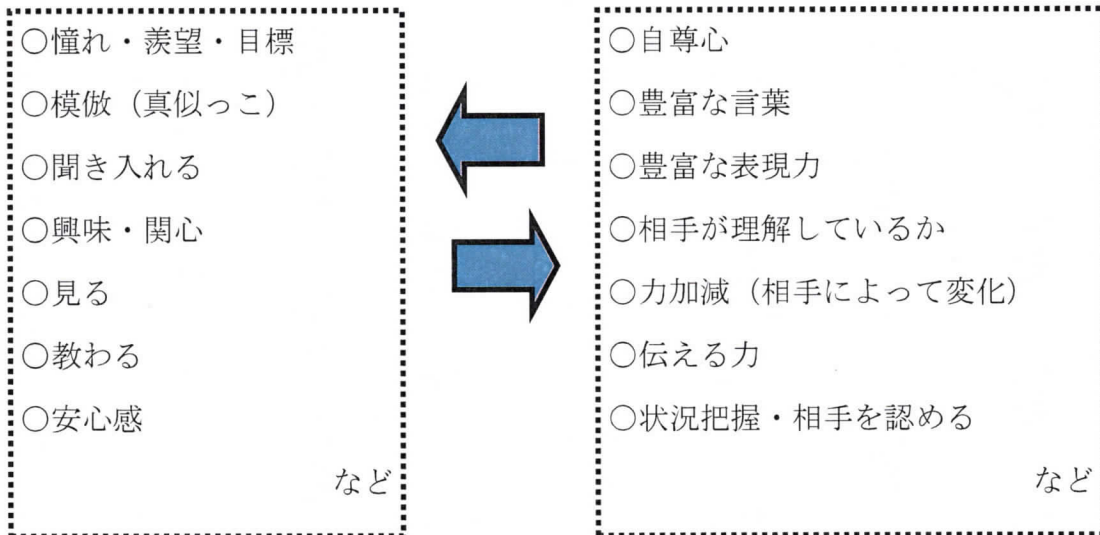 ○憧れ・羨望・目標
○模倣（真似っこ）
○聞き入れる
○興味・関心
○見る
○教わる
○安心感
など
○自尊心
○豊富な言葉
○豊富な表現力
○相手が理解しているか
○力加減（相手によって変化）
○伝える力
○状況把握・相手を認める
など